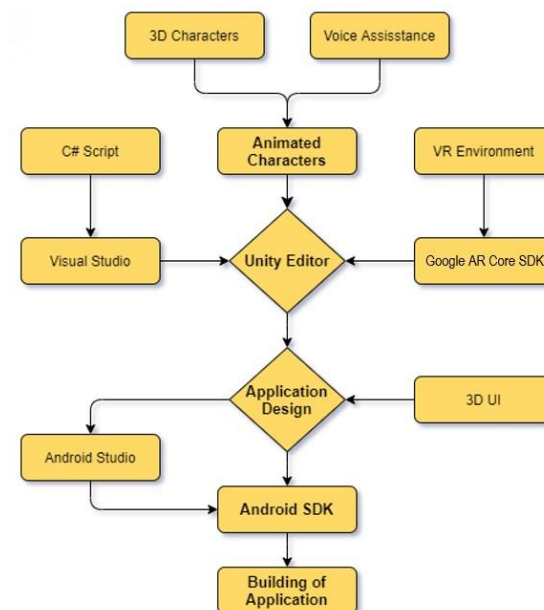 3D Characters
Voice Assisstance
C# Script
Animated
Characters
VR Environment
Visual Studio
Unity Editor
Google AR Core SDK
Application
Design
3D UI
Android Studio
Android SDK
Building of
Application